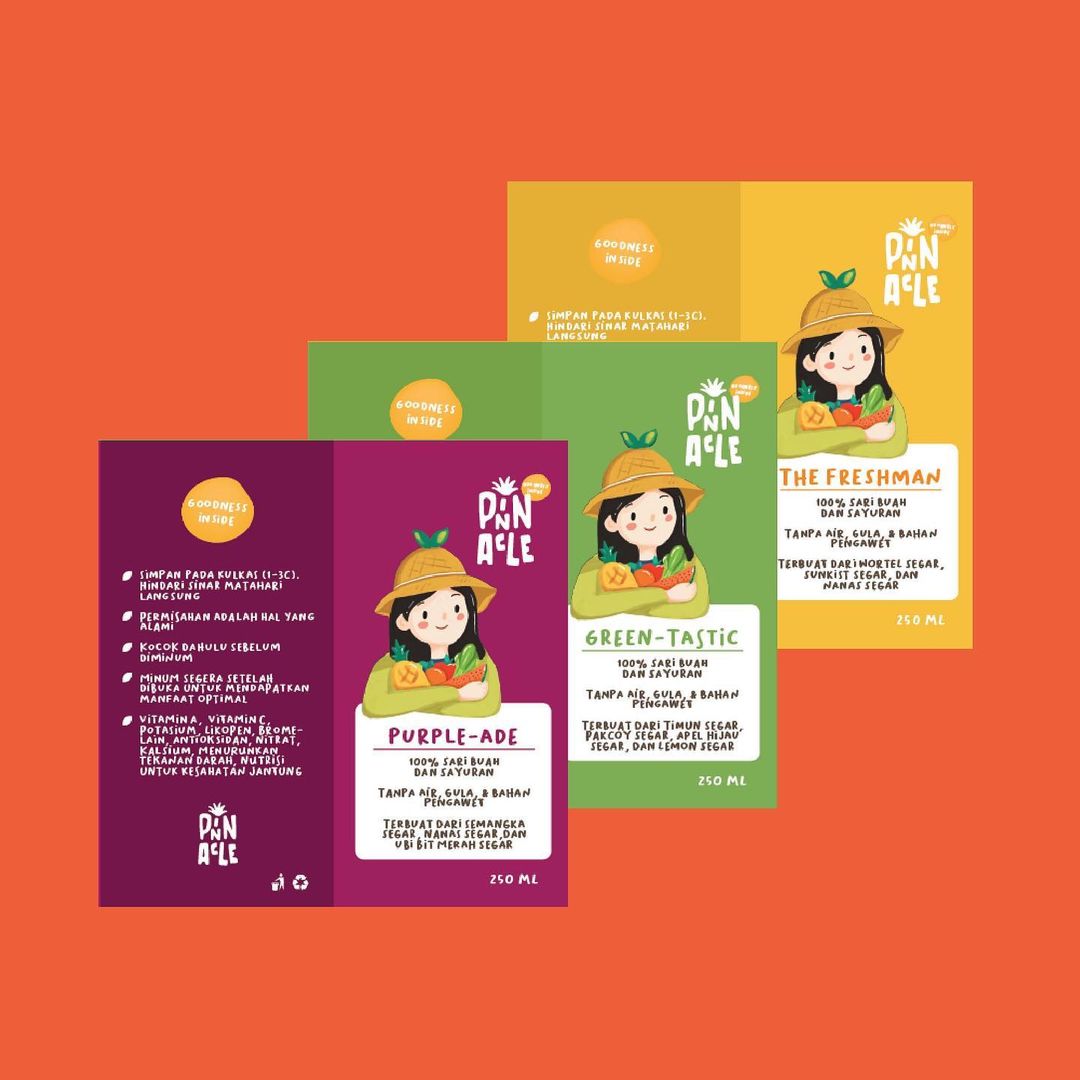 GOODNESS
INSIDE
SIMPAN PADA KULKAS (1-3C).
HINDARI SINAR MATAHARI
LANGSUNG
PINN
ACLE
GOODNESS
INSIDE
THE FRESHMAN
100% SARI BUAH
DAN SAYURAN
TANPA AIR, GULA, & BAHAN
PENGAWET
TERBUAT DARI WORTEL SEGAR,
SUNKIST SEGAR, DAN
NANAS SEGAR
250 ML
GOODNESS
INSIDE
PINN
ACLE
GOODNESS
INSIDE
GREEN-TASTIC
100% SARI BUAH
DAN SAYURAN
TANPA AIR, GULA, & BAHAN
PENGAWET
TERBUAT DARI TIMUN SEGAR,
PAKCOY SEGAR, APEL HIJAU
SEGAR, DAN LEMON SEGAR
250 ML
GOODNESS
INSIDE
SIMPAN PADA KULKAS (1-3C).
HINDARI SINAR MATAHARI
LANGSUNG
PERMISAHAN ADALAH HAL YANG
ALAMI
KOCOK DAHULU SEBELUM
DIMINUM
MINUM SEGERA SETELAH
DIBUKA UNTUK MENDAPATKAN
MANFAAT OPTIMAL
VITAMIN A, VITAMIN C,
POTASIUM, LIKOPEN, BROME-
LAIN, ANTIOKSIDAN, NITRAT,
KALSIUM, MENURUNKAN
TEKANAN DARAH, NUTRISI
UNTUK KESAHATAN JANTUNG
PINN
ACLE
PINN
ACLE
GOODNESS
INSIDE
PURPLE-ADE
100% SARI BUAH
DAN SAYURAN
TANPA AIR, GULA, & BAHAN
PENGAWET
TERBUAT DARI SEMANGKA
SEGAR, NANAS SEGAR,DAN
UBI BIT MERAH SEGAR
250 ML